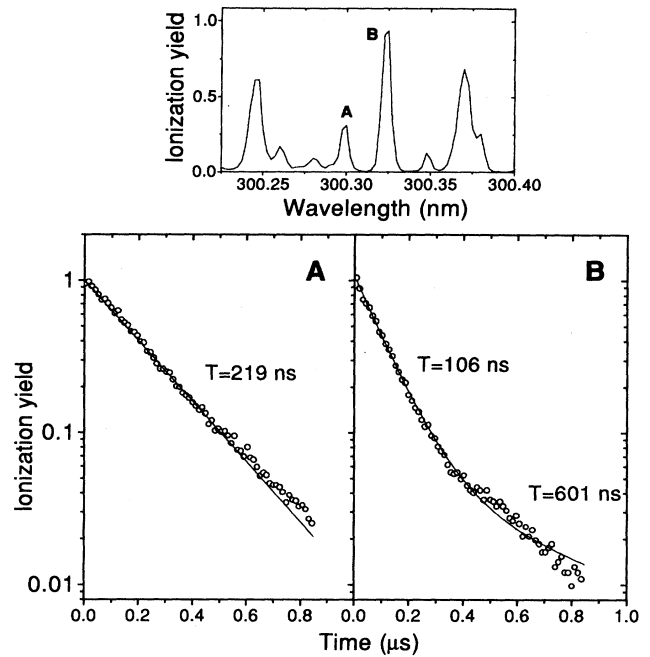 Ionization yield
1.0
0.5
0.0
A
B
300.25 300.30 300.35 300.40
Wavelength (nm)
Ionization yield
1
0.1
0.01
A
T=219 ns
B
T=106 ns
T=601 ns
0.0 0.2 0.4 0.6 0.8 0.0 0.2 0.4 0.6 0.8 1.0
Time (μs)